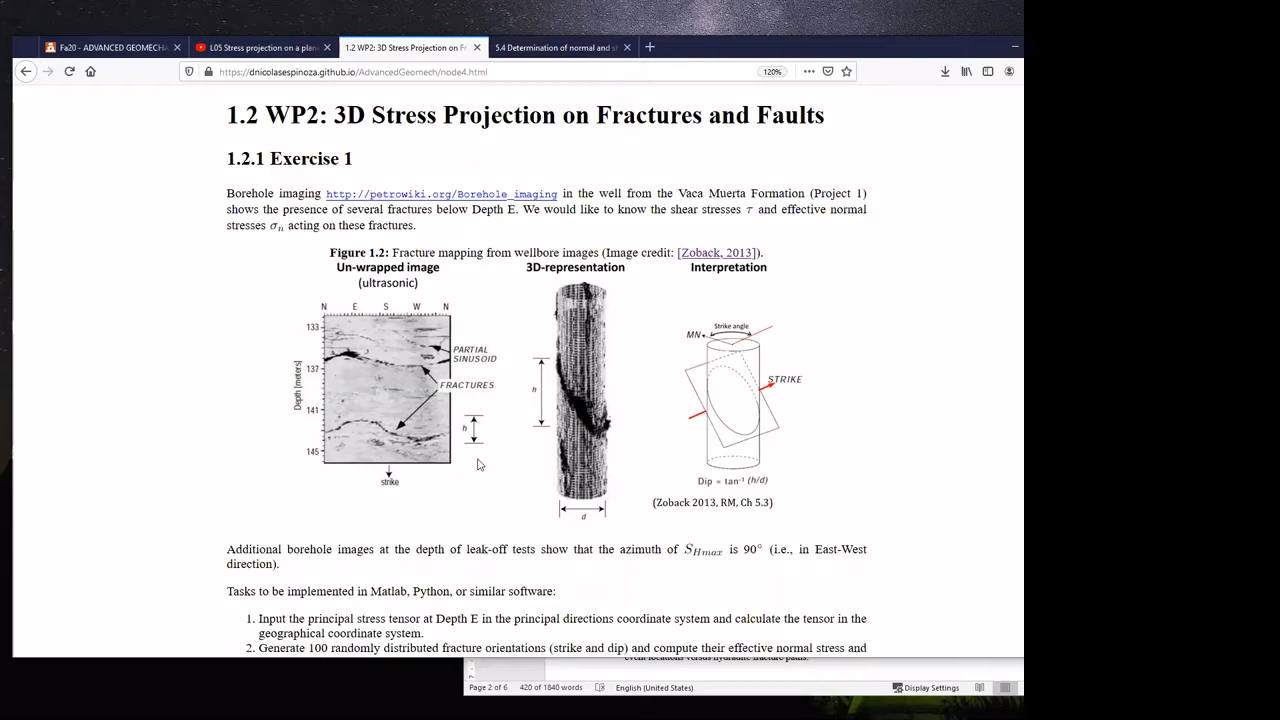 Fa20 - ADVANCED GEOMECHA
L05 Stress projection on a plan
1.2 WP2: 3D Stress Projection on Fr
5.4 Determination of normal and s
https://dnicolasespinoza.github.io/AdvancedGeomech/node4.html
120%
1.2 WP2: 3D Stress Projection on Fractures and Faults
1.2.1 Exercise 1
Borehole imaging http://petrowiki.org/Borehole_imaging in the well from the Vaca Muerta Formation (Project 1)
shows the presence of several fractures below Depth E. We would like to know the shear stresses τ and effective normal
stresses σn acting on these fractures.
Figure 1.2: Fracture mapping from wellbore images (Image credit: [Zoback, 2013]).
Un-wrapped image
(ultrasonic)
N E S W N
133
137
141
145
Depth [meters]
PARTIAL
SINUSOID
FRACTURES
h
strike
3D-representation
h
d
Interpretation
Strike angle
MN
STRIKE
Dip = tan⁻¹ (h/d)
(Zoback 2013, RM, Ch 5.3)
Additional borehole images at the depth of leak-off tests show that the azimuth of SHmax is 90° (i.e., in East-West
direction).
Tasks to be implemented in Matlab, Python, or similar software:
1. Input the principal stress tensor at Depth E in the principal directions coordinate system and calculate the tensor in the
geographical coordinate system.
2. Generate 100 randomly distributed fracture orientations (strike and dip) and compute their effective normal stress and
event locations versus hydraulic fracture paths.
Page 2 of 6 420 of 1840 words English (United States) Display Settings